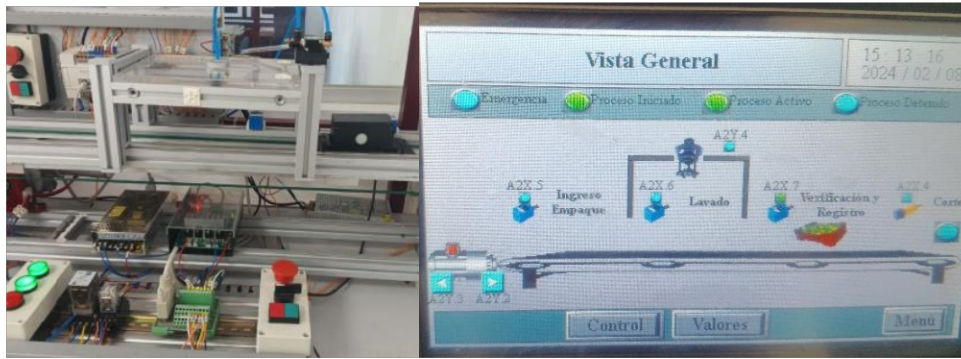 Vista General
15 : 13 : 16
2024 / 02 / 08
Emergencia
Proceso Iniciado
Proceso Activo
Proceso Detenido
A2Y.4
A2X.5
Ingreso
Empaque
A2X.6
Lavado
A2X.7
Verificación y
Registro
A2X.4
A2Y.3
A2Y.2
Control
Valores
Menu